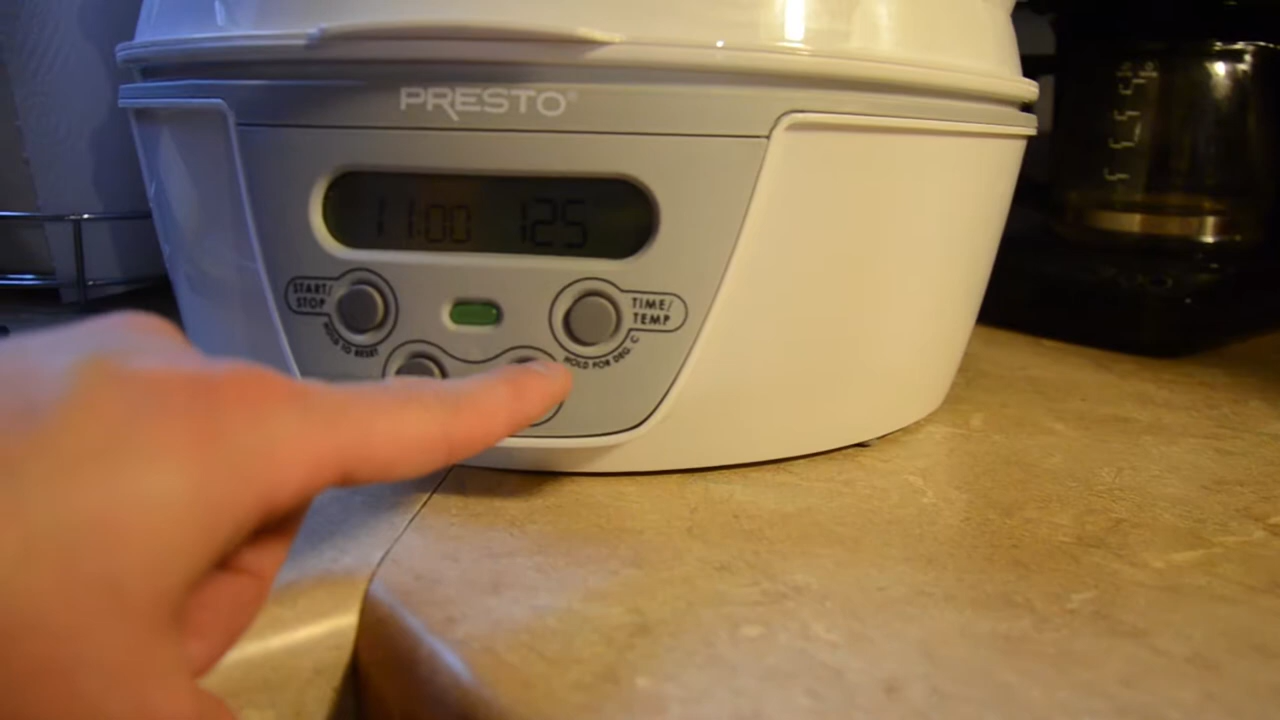 PRESTO®
11:00 125
START/
STOP
HOLD TO RESET
TIME/
TEMP
HOLD FOR DEG. C